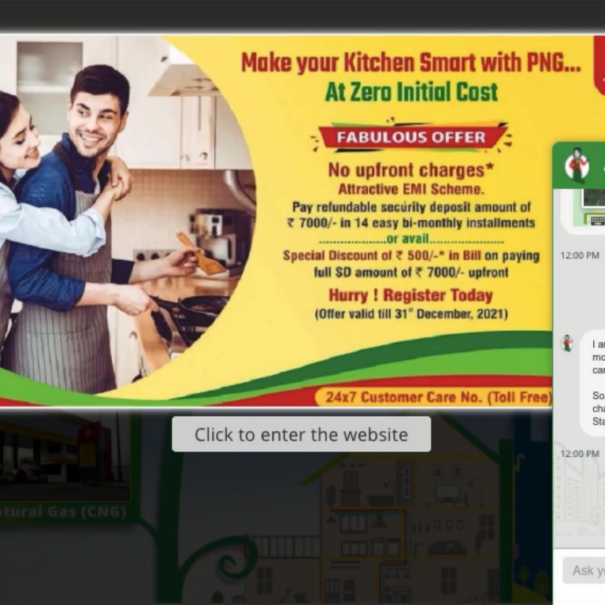 Make your Kitchen Smart with PNG...
At Zero Initial Cost
FABULOUS OFFER
No upfront charges*
Attractive EMI Scheme.
Pay refundable security deposit amount of
₹ 7000/- in 14 easy bi-monthly installments
....................or avail....................
Special Discount of ₹ 500/-* in Bill on paying
full SD amount of ₹ 7000/- upfront
Hurry ! Register Today
(Offer valid till 31st December, 2021)
24x7 Customer Care No. (Toll Free)
Click to enter the website
(CNG)
12:00 PM
So
12:00 PM
Ask